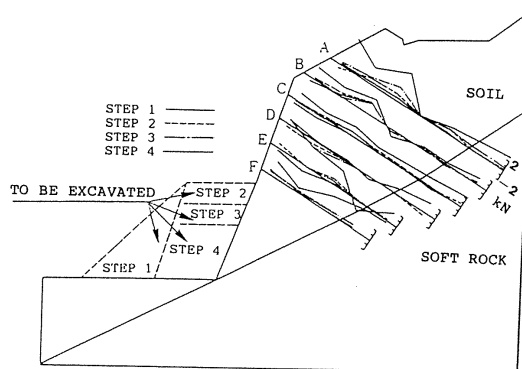 A
B
C
D
E
F
SOIL
STEP 1
STEP 2
STEP 3
STEP 4
TO BE EXCAVATED
STEP 2
STEP 3
STEP 4
STEP 1
2
2
kN
SOFT ROCK